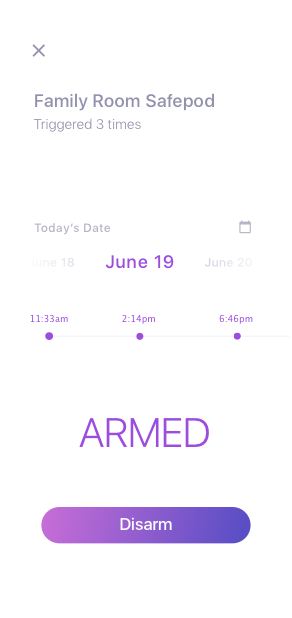 Family Room Safepod
Triggered 3 times
Today's Date
June 18 June 19 June 20
11:33am 2:14pm 6:46pm
ARMED
Disarm